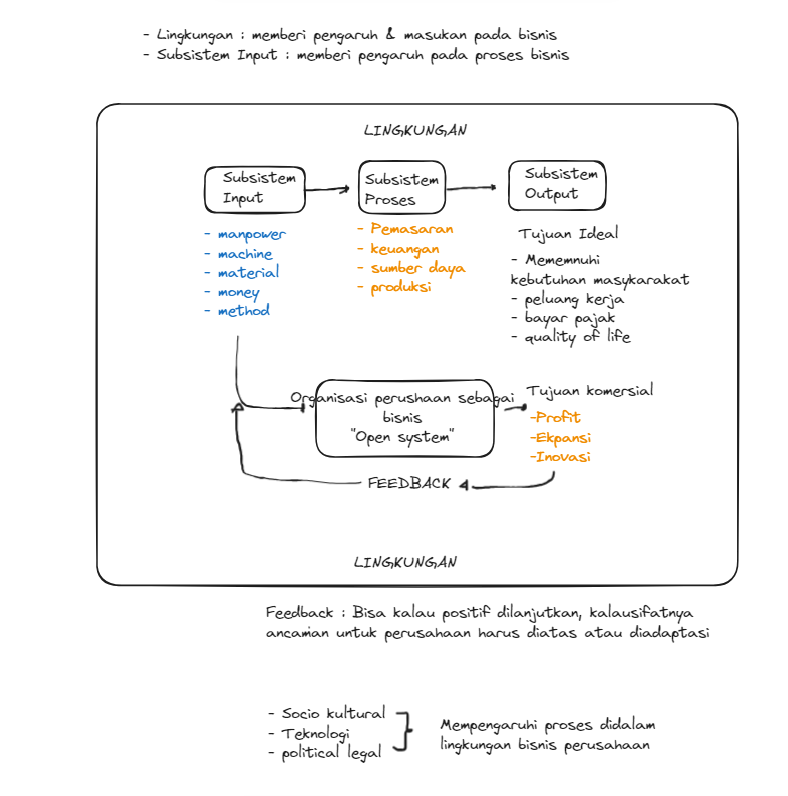 - Lingkungan : memberi pengaruh & masukan pada bisnis
- Subsistem Input : memberi pengaruh pada proses bisnis
LINGKUNGAN
Subsistem
Input
Subsistem
Proses
Subsistem
Output
- manpower
- machine
- material
- money
- method
- Pemasaran
- keuangan
- sumber daya
- produksi
Tujuan Ideal
- Mememnuhi
kebutuhan masykarakat
- peluang kerja
- bayar pajak
- quality of life
Organisasi perushaan sebagai
bisnis
"Open system"
Tujuan komersial
-Profit
-Ekpansi
-Inovasi
FEEDBACK
LINGKUNGAN
Feedback : Bisa kalau positif dilanjutkan, kalausifatnya
ancaman untuk perusahaan harus diatas atau diadaptasi
- Socio kultural
- Teknologi
- political legal
Mempengaruhi proses didalam
lingkungan bisnis perusahaan